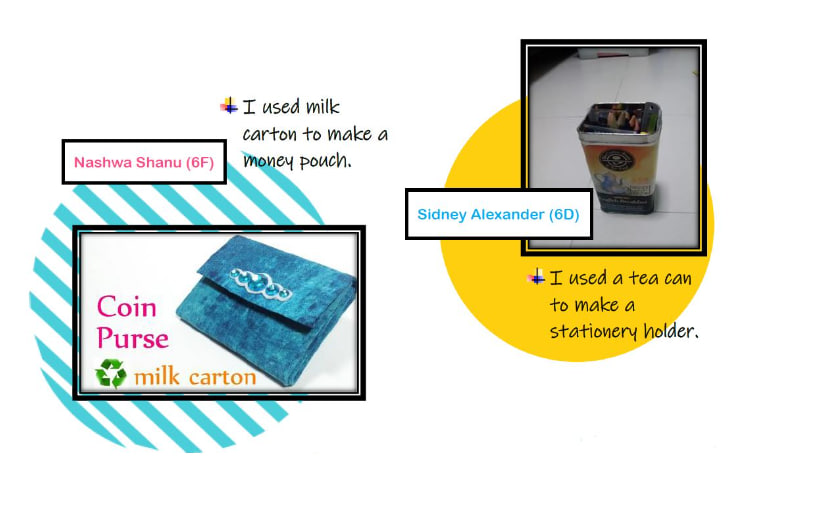 I used milk
carton to make a
money pouch.
Nashwa Shanu (6F)
Coin
Purse
milk carton
Sidney Alexander (6D)
I used a tea can
to make a
stationery holder.